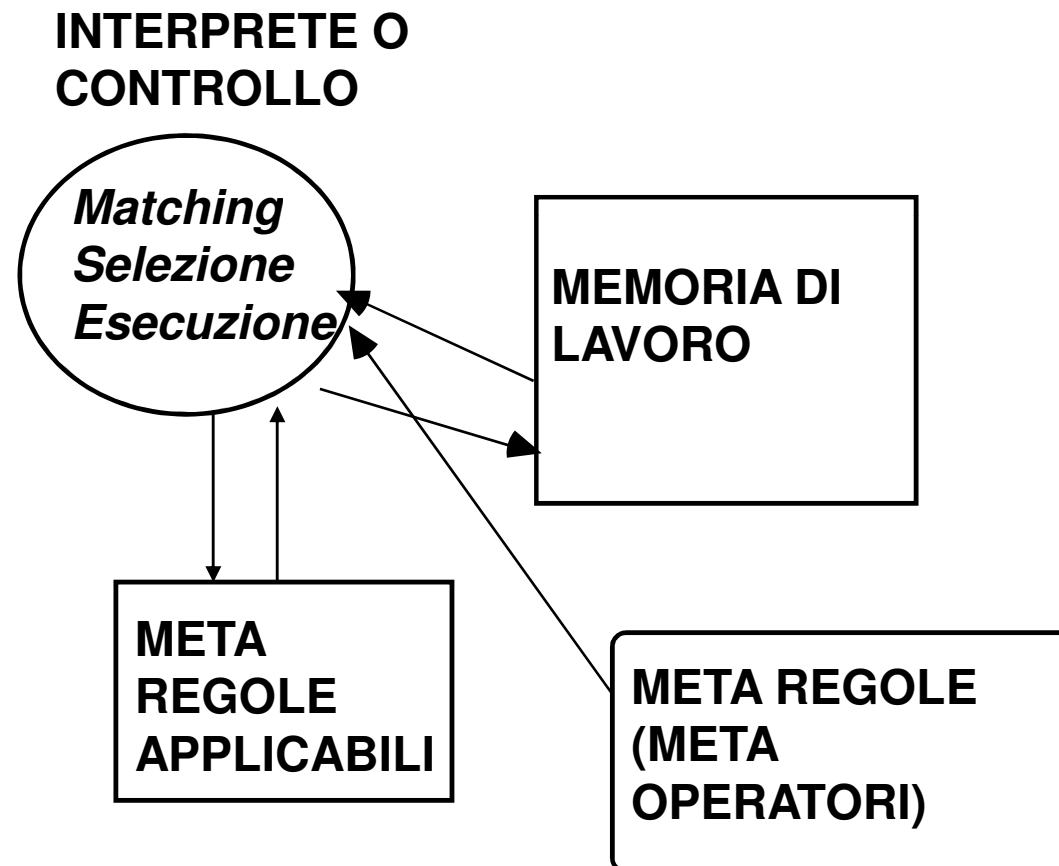 INTERPRETE O
CONTROLLO
Matching
Selezione
Esecuzione
MEMORIA DI
LAVORO
META
REGOLE
APPLICABILI
META REGOLE
(META
OPERATORI)